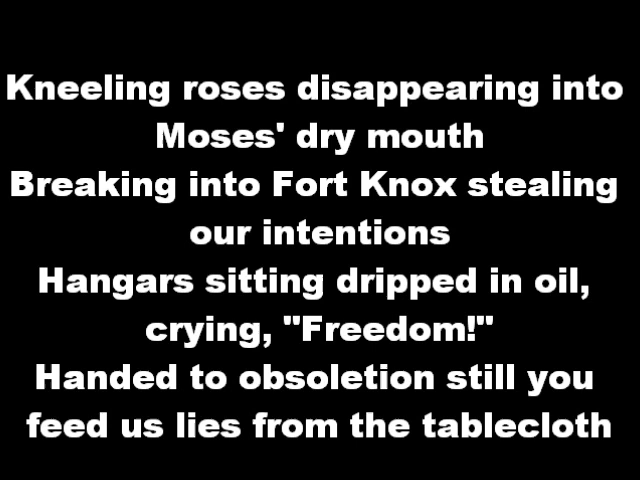 Kneeling roses disappearing into
Moses' dry mouth
Breaking into Fort Knox stealing
our intentions
Hangars sitting dripped in oil,
crying, "Freedom!"
Handed to obsoletion still you
feed us lies from the tablecloth